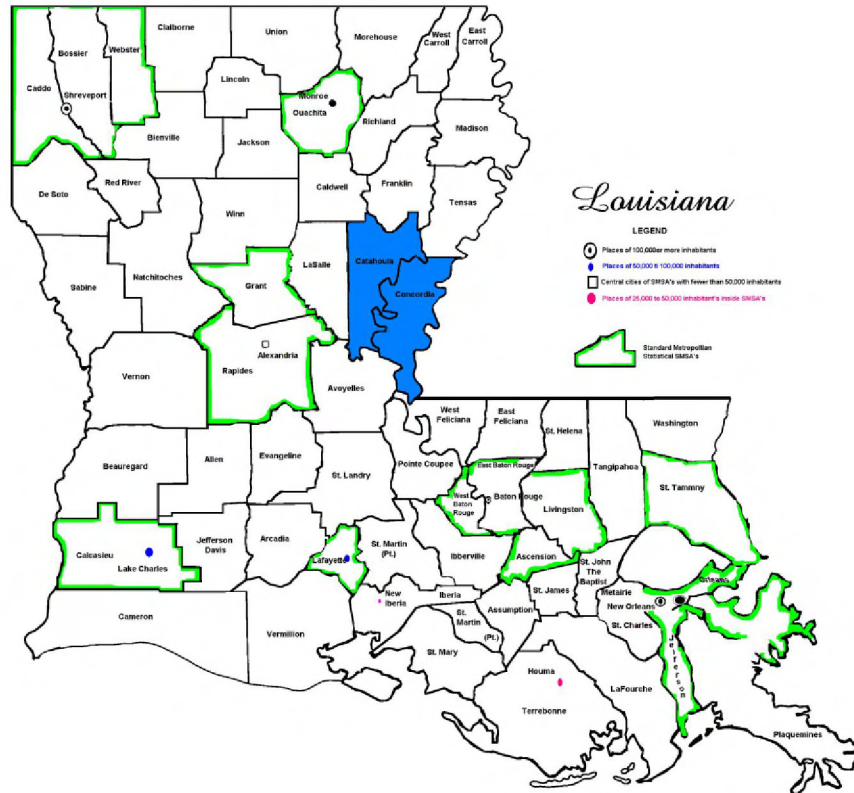 Claiborne
Union
Morehouse
West
Carroll
East
Carroll
Bossier
Webster
Caddo
Shreveport
Lincoln
Monroe
Ouachita
Richland
Madison
Bienville
Jackson
De Soto
Red River
Caldwell
Franklin
Tensas
Winn
Sabine
Natchitoches
LaSalle
Catahoula
Concordia
Grant
Vernon
Alexandria
Rapides
Avoyelles
Louisiana
LEGEND
Places of 100,000or more inhabitants
Places of 50,000 ti 100,000 inhabitants
Central cities of SMSA's with fewer than 50,000 inhabitants
Places of 25,000 to 50,000 inhabitant's inside SMSA's
Standard Metropoltian
Statistical SMSA's
West
Feliciana
East
Feliciana
St. Helena
Washington
Beauregard
Allen
Evangeline
St. Landry
Pointe Coupee
East Baton Rouge
Tangipahoa
St. Tammny
West
Baton
Rouge
Baton Rouge
Livingston
Calcasieu
Lake Charles
Jefferson
Davis
Arcadia
Lafayette
St. Martin
(Pt.)
Ibberville
Ascension
St. John
The
Baptist
Orleans
Cameron
Vermillion
New
Iberia
Iberia
St.
Martin
(Pt.)
Assumption
St. James
Metairie
New Orleans
St. Charles
St. Mary
Jefferson
Houma
Terrebonne
LaFourche
Plaquemines